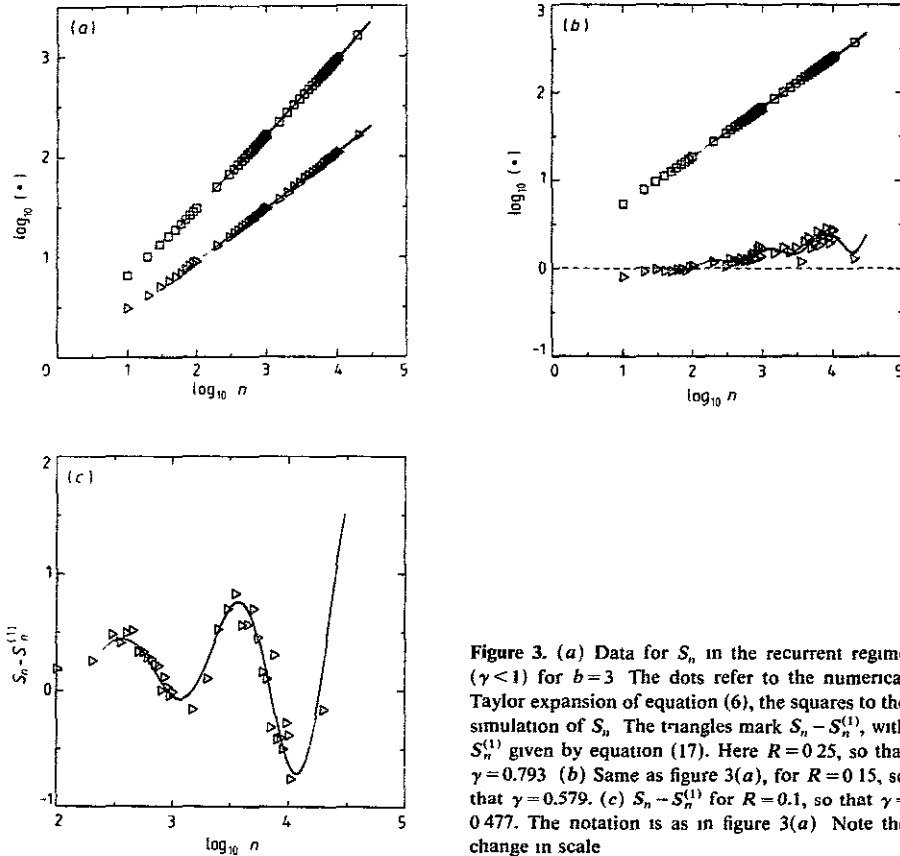 (a)
3
2
1
0
1
2
3
4
5
log₁₀ (•)
log₁₀ n
(b)
3
2
1
0
-1
0
1
2
3
4
5
log₁₀ (•)
log₁₀ n
(c)
2
1
0
-1
2
3
4
5
Sₙ − Sₙ⁽¹⁾
log₁₀ n
Figure 3. (a) Data for Sₙ in the recurrent regime
(γ<1) for b=3 The dots refer to the numerica
Taylor expansion of equation (6), the squares to the
simulation of Sₙ The triangles mark Sₙ − Sₙ⁽¹⁾, with
Sₙ⁽¹⁾ given by equation (17). Here R=0 25, so tha
γ=0.793 (b) Same as figure 3(a), for R=0 15, so
that γ=0.579. (c) Sₙ − Sₙ⁽¹⁾ for R=0.1, so that γ=
0 477. The notation is as in figure 3(a) Note the
change in scale